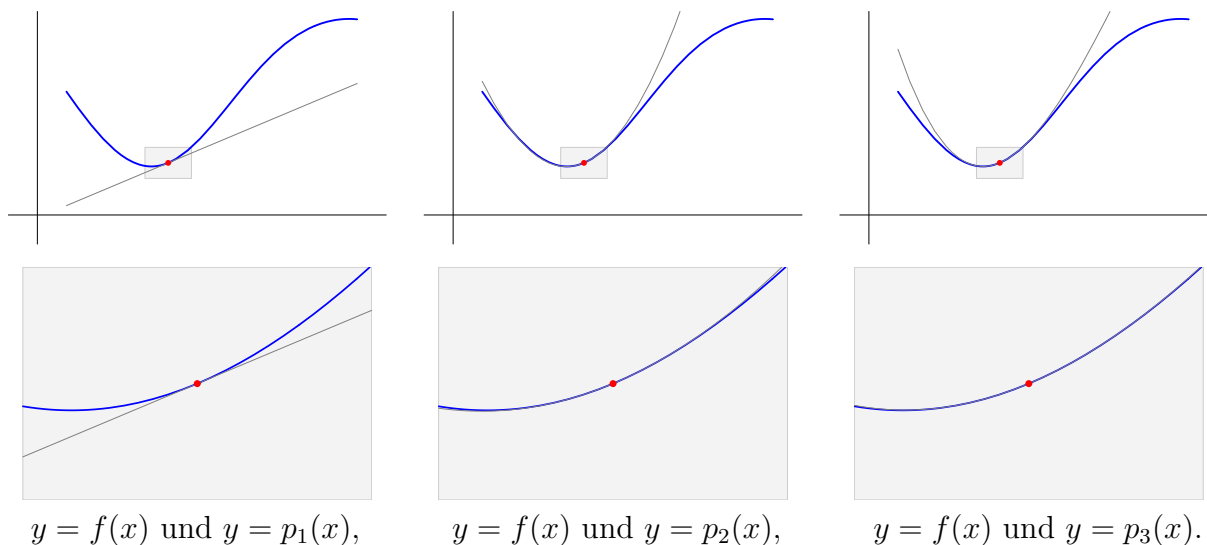 y = f(x) und y = p₁(x),
y = f(x) und y = p₂(x),
y = f(x) und y = p₃(x).